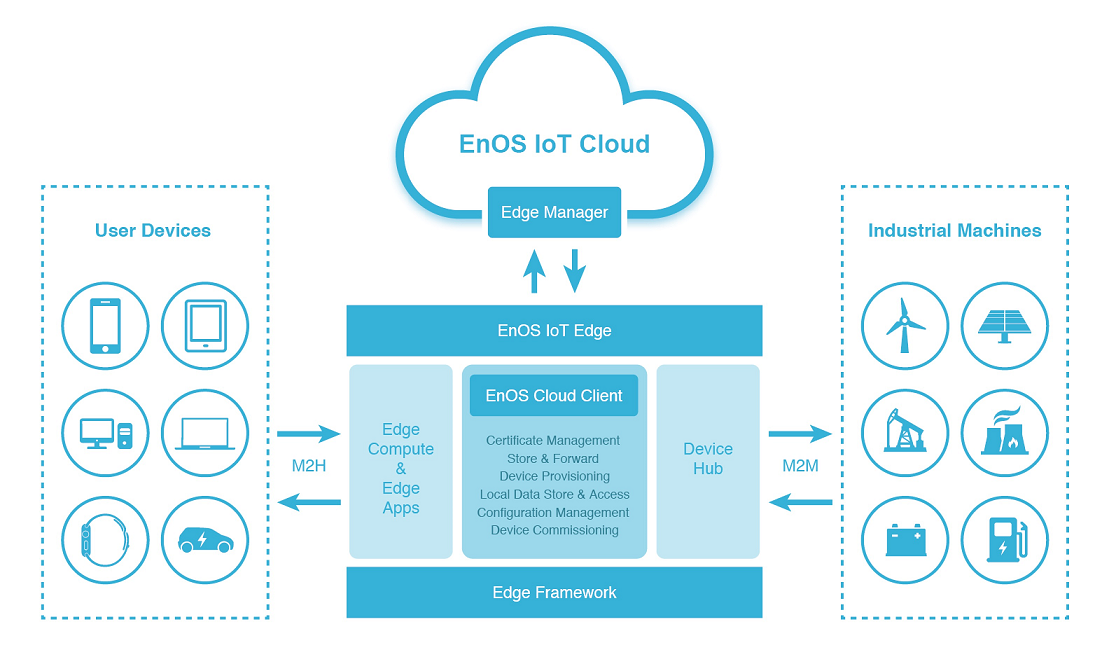 EnOS IoT Cloud
Edge Manager
User Devices
Industrial Machines
EnOS IoT Edge
EnOS Cloud Client
Edge
Compute
&
Edge
Apps
Certificate Management
Store & Forward
Device Provisioning
Local Data Store & Access
Configuration Management
Device Commissioning
Device
Hub
M2H
M2M
Edge Framework